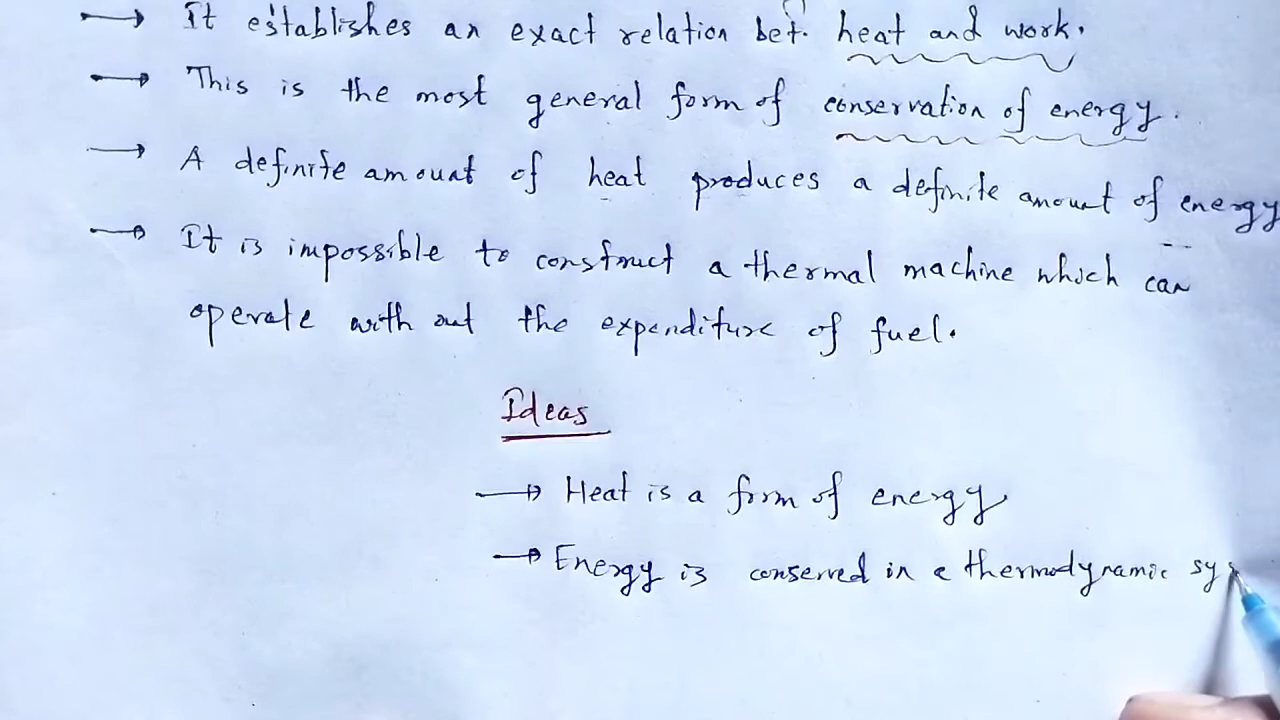 → It establishes an exact relation bet. heat and work.
→ This is the most general form of conservation of energy.
→ A definite amount of heat produces a definite amount of energy
→ It is impossible to construct a thermal machine which can
operate with out the expenditure of fuel.
Ideas
→ Heat is a form of energy
→ Energy is conserved in a thermodynamic sys